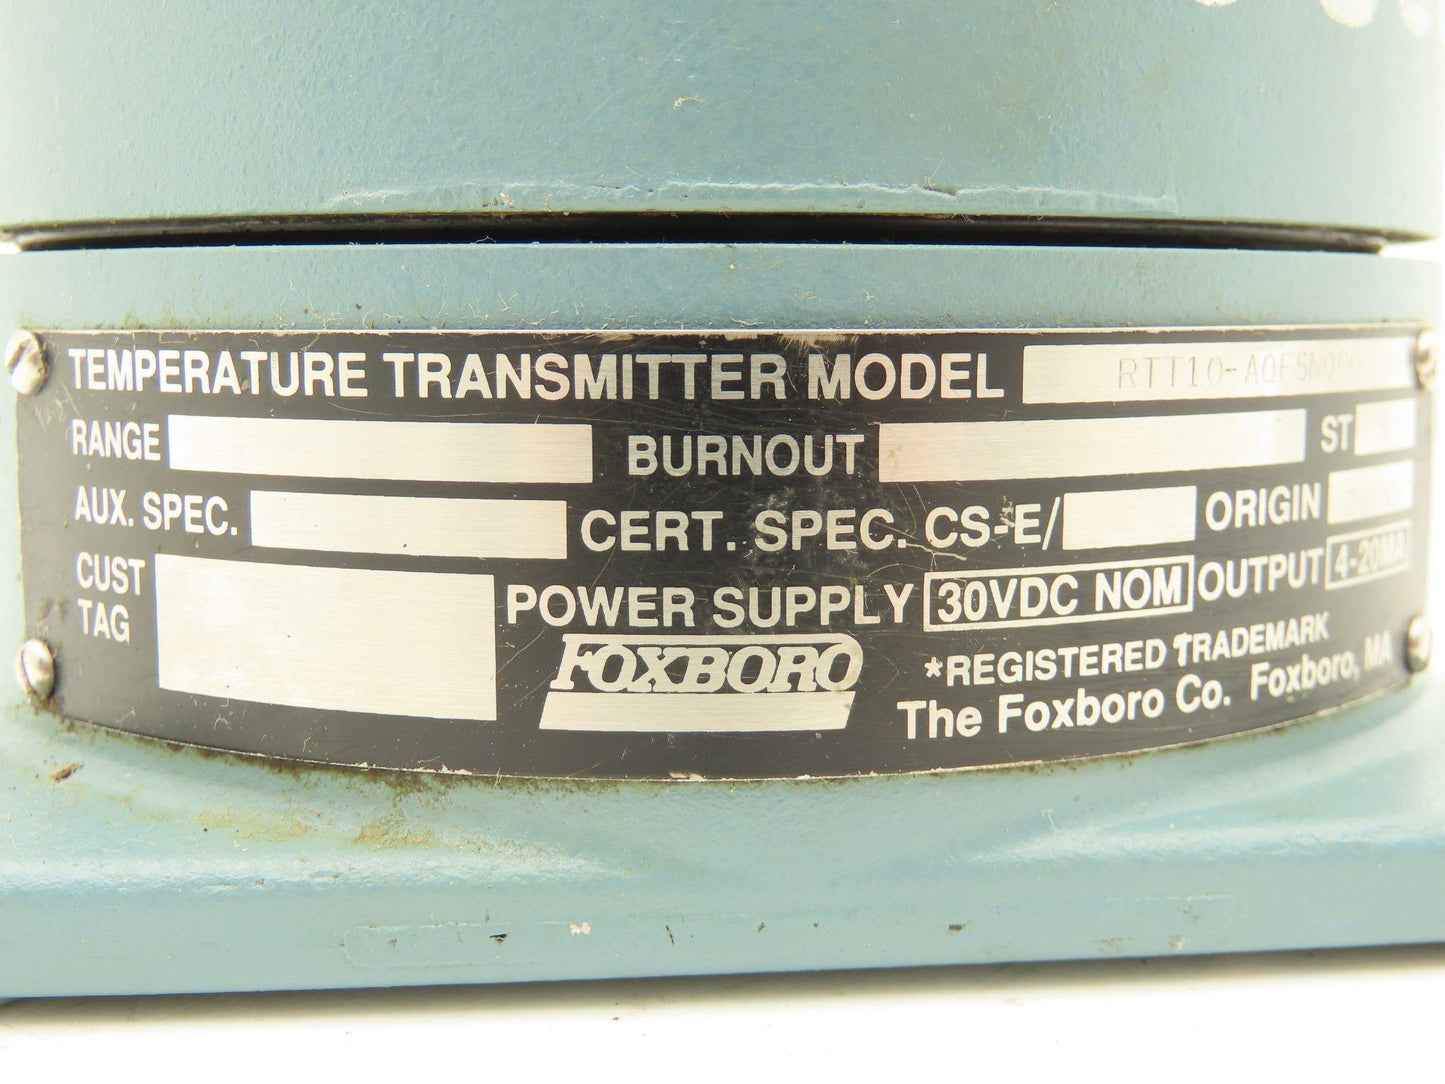 TEMPERATURE TRANSMITTER MODEL
RANGE BURNOUT ST
AUX. SPEC. CERT. SPEC. CS-E/ ORIGIN
CUST TAG POWER SUPPLY 30VDC NOM OUTPUT 4-20MA
FOXBORO
*REGISTERED TRADEMARK
The Foxboro Co. Foxboro, MA